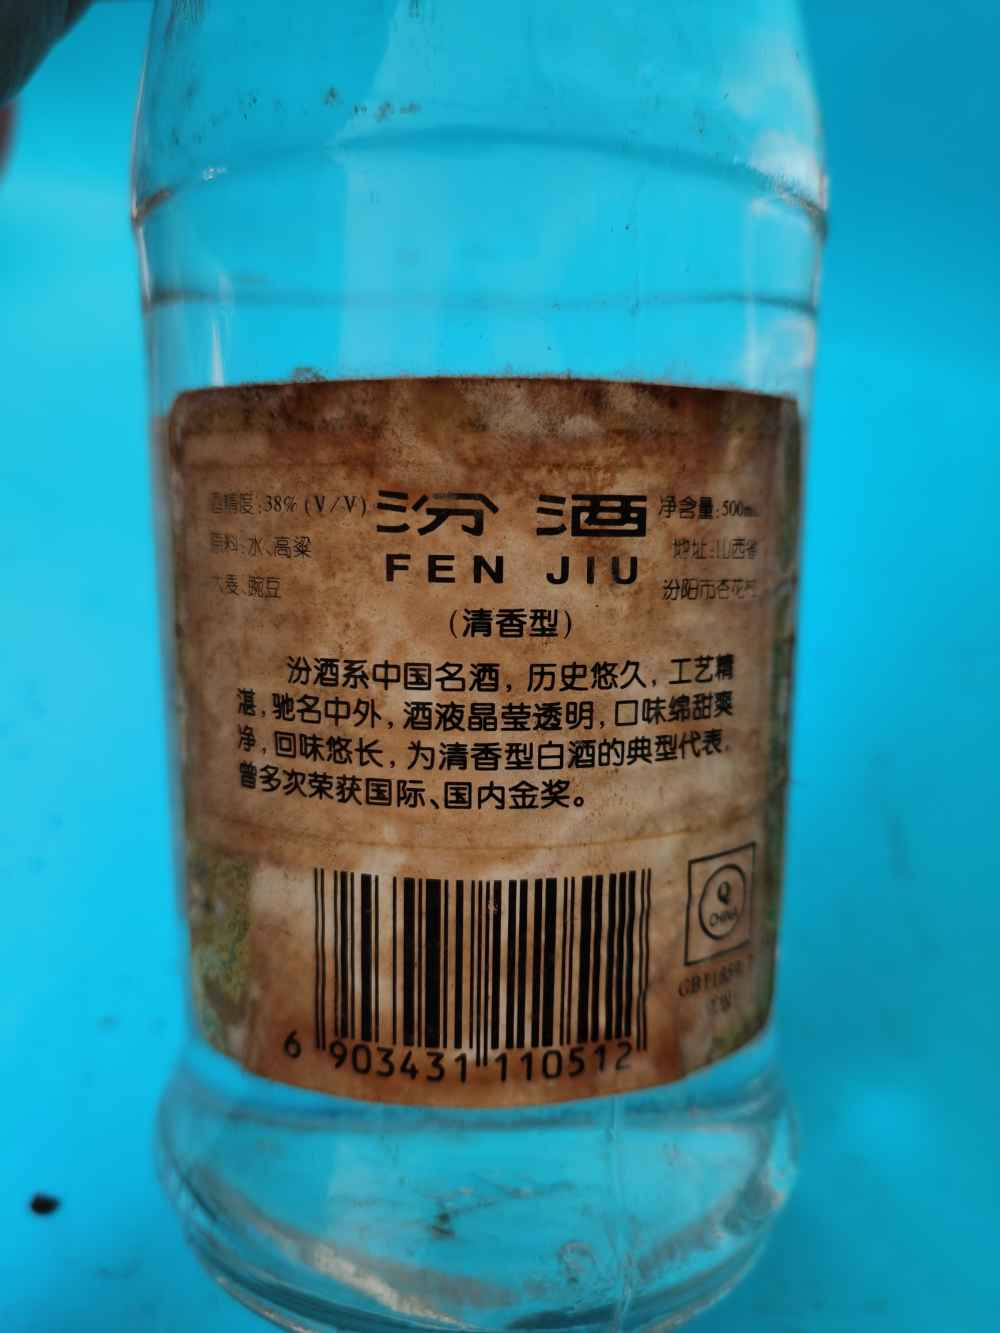 酒精度:38% (V/V) 汾 酒 净含量:500m
原料:水、高粱 FEN JIU 地址:山西省
大麦、豌豆 汾阳市杏花村
(清香型)
汾酒系中国名酒, 历史悠久, 工艺精
湛, 驰名中外, 酒液晶莹透明, 口味绵甜爽
净, 回味悠长, 为清香型白酒的典型代表,
曾多次荣获国际、国内金奖。
Q
CHINA
6 903431 110512